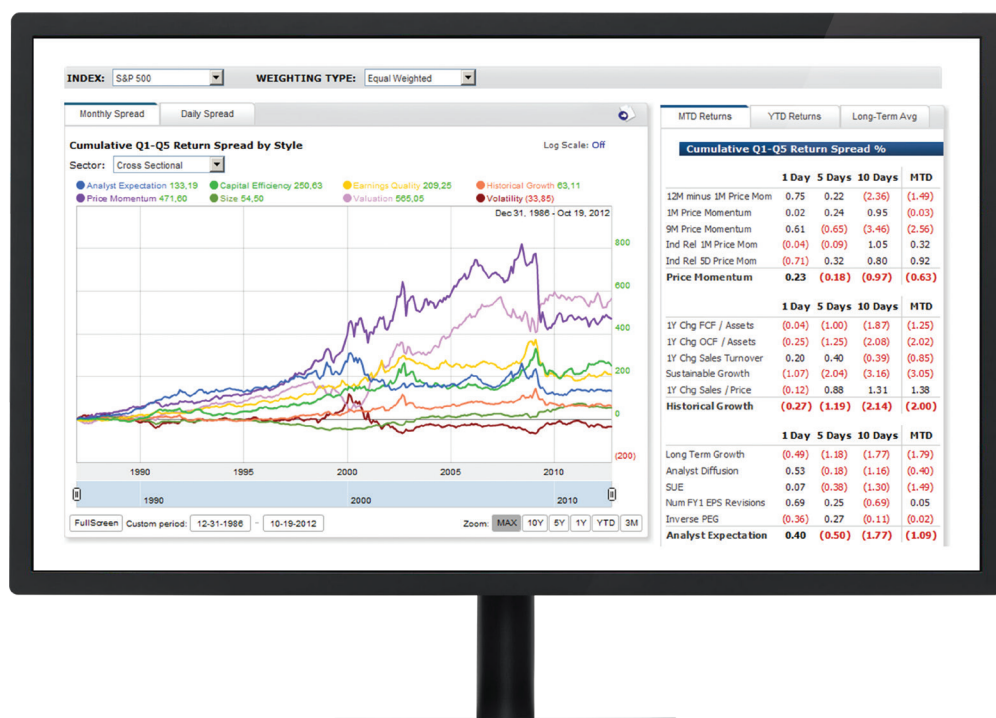 INDEX: S&P 500 WEIGHTING TYPE: Equal Weighted
Monthly Spread Daily Spread
Cumulative Q1-Q5 Return Spread by Style Log Scale: Off
Sector: Cross Sectional
Analyst Expectation 133,19 Capital Efficiency 250,63 Earnings Quality 209,25 Historical Growth 63,11
Price Momentum 471,60 Size 54,50 Valuation 565,05 Volatility (33,85)
Dec 31, 1986 - Oct 19, 2012
800
600
400
200
0
(200)
1990 1995 2000 2005 2010
1990 2000 2010
FullScreen Custom period: 12-31-1986 - 10-19-2012 Zoom: MAX 10Y 5Y 1Y YTD 3M
MTD Returns YTD Returns Long-Term Avg
Cumulative Q1-Q5 Return Spread %
1 Day 5 Days 10 Days MTD
12M minus 1M Price Mom 0.75 0.22 (2.36) (1.49)
1M Price Momentum 0.02 0.24 0.95 (0.03)
9M Price Momentum 0.61 (0.65) (3.46) (2.56)
Ind Rel 1M Price Mom (0.04) (0.09) 1.05 0.32
Ind Rel 5D Price Mom (0.71) 0.32 0.80 0.92
Price Momentum 0.23 (0.18) (0.97) (0.63)
1 Day 5 Days 10 Days MTD
1Y Chg FCF / Assets (0.04) (1.00) (1.87) (1.25)
1Y Chg OCF / Assets (0.25) (1.25) (2.08) (2.02)
1Y Chg Sales Turnover 0.20 0.40 (0.39) (0.85)
Sustainable Growth (1.07) (2.04) (3.16) (3.05)
1Y Chg Sales / Price (0.12) 0.88 1.31 1.38
Historical Growth (0.27) (1.19) (2.14) (2.00)
1 Day 5 Days 10 Days MTD
Long Term Growth (0.49) (1.18) (1.77) (1.79)
Analyst Diffusion 0.53 (0.18) (1.16) (0.40)
SUE 0.07 (0.38) (1.30) (1.49)
Num FY1 EPS Revisions 0.69 0.25 (0.69) 0.05
Inverse PEG (0.36) 0.27 (0.11) (0.02)
Analyst Expectation 0.40 (0.50) (1.77) (1.09)